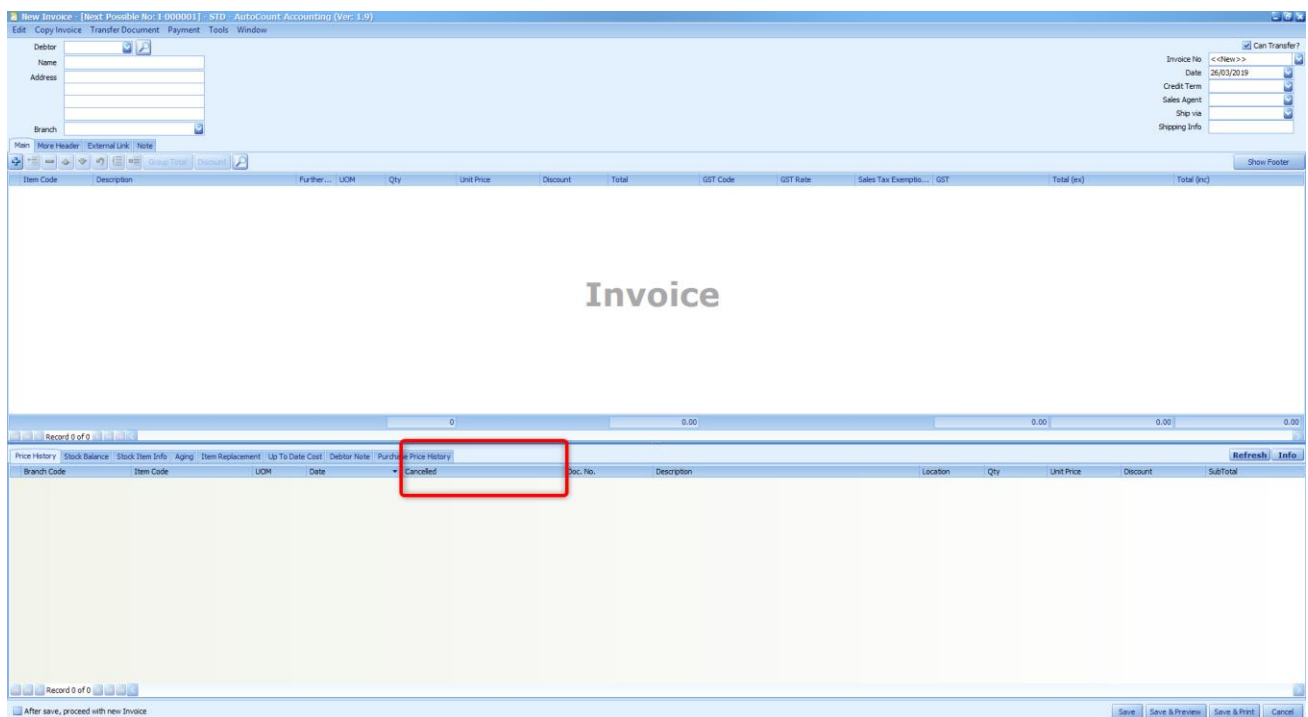 New Invoice - [Next Possible No: I-000001] - STD - AutoCount Accounting (Ver: 1.9)
Edit Copy Invoice Transfer Document Payment Tools Window
Debtor
Can Transfer?
Name
Invoice No <<New>>
Address
Date 26/03/2019
Credit Term
Sales Agent
Ship via
Branch
Shipping Info
Main More Header External Link Note
Group Total Discount
Show Footer
Item Code Description Further... UOM Qty Unit Price Discount Total GST Code GST Rate Sales Tax Exemptio... GST Total (ex) Total (inc)
Invoice
0 0.00 0.00 0.00 0.00
Record 0 of 0
Price History Stock Balance Stock Item Info Aging Item Replacement Up To Date Cost Debtor Note Purchase Price History
Refresh Info
Branch Code Item Code UOM Date Cancelled Doc. No. Description Location Qty Unit Price Discount SubTotal
Record 0 of 0
After save, proceed with new Invoice
Save Save & Preview Save & Print Cancel